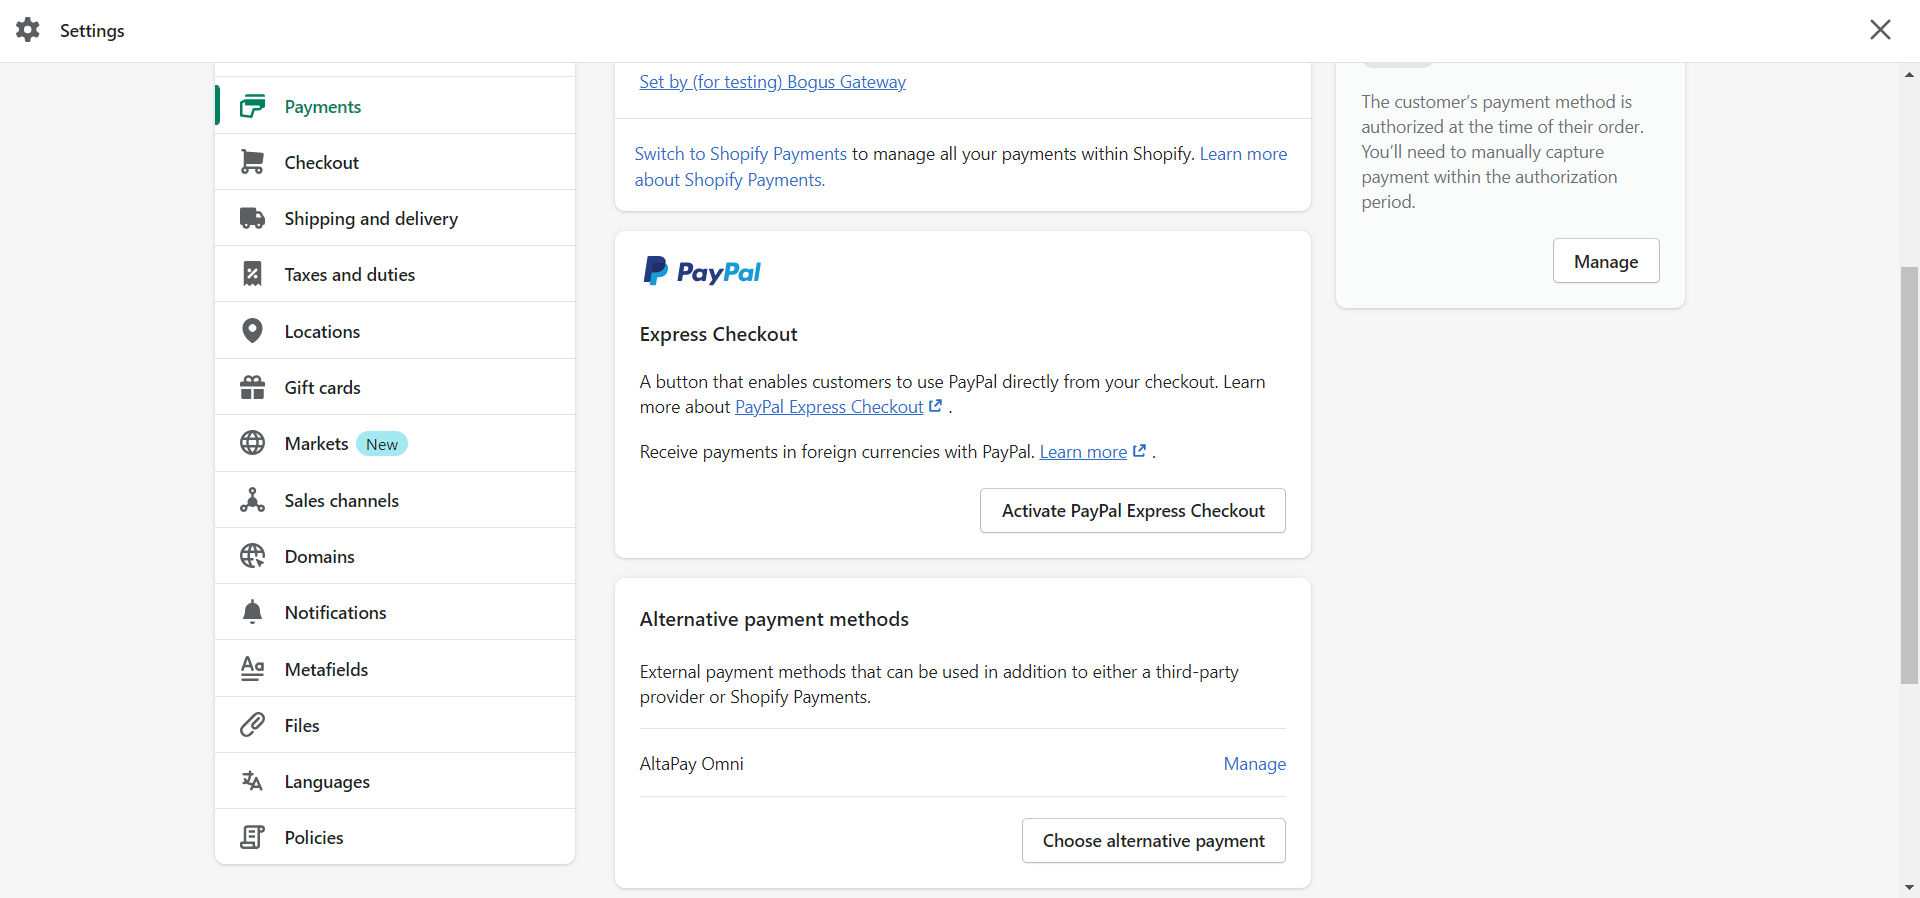 Settings
Payments
Checkout
Shipping and delivery
Taxes and duties
Locations
Gift cards
Markets New
Sales channels
Domains
Notifications
Metafields
Files
Languages
Policies
Set by (for testing) Bogus Gateway
Switch to Shopify Payments to manage all your payments within Shopify. Learn more
about Shopify Payments.
PayPal
Express Checkout
A button that enables customers to use PayPal directly from your checkout. Learn
more about PayPal Express Checkout .
Receive payments in foreign currencies with PayPal. Learn more .
Activate PayPal Express Checkout
Alternative payment methods
External payment methods that can be used in addition to either a third-party
provider or Shopify Payments.
AltaPay Omni Manage
Choose alternative payment
The customer’s payment method is
authorized at the time of their order.
You’ll need to manually capture
payment within the authorization
period.
Manage